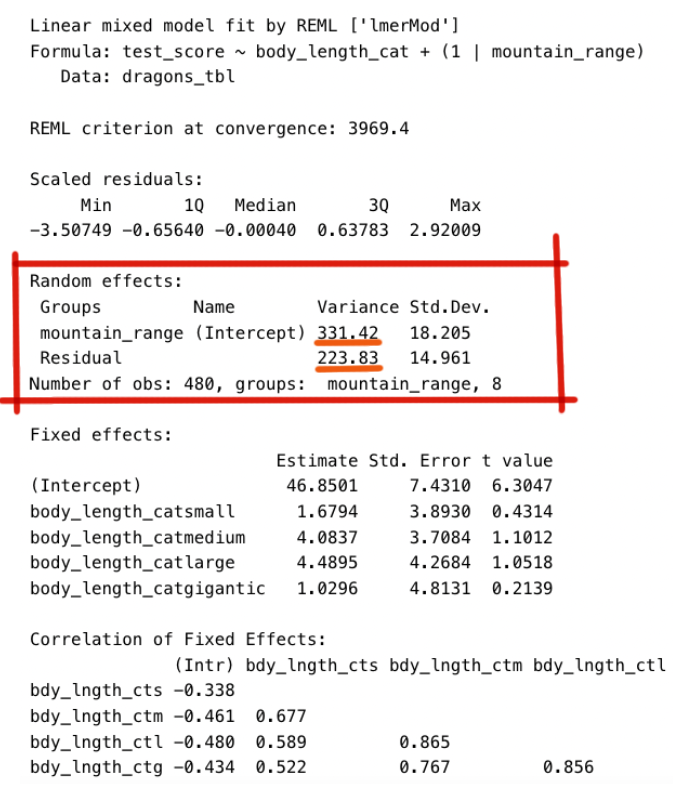 Linear mixed model fit by REML ['lmerMod']
Formula: test_score ~ body_length_cat + (1 | mountain_range)
   Data: dragons_tbl

REML criterion at convergence: 3969.4

Scaled residuals:
     Min       1Q   Median       3Q      Max
-3.50749 -0.65640 -0.00040  0.63783  2.92009

Random effects:
 Groups         Name        Variance Std.Dev.
 mountain_range (Intercept) 331.42   18.205
 Residual                   223.83   14.961
Number of obs: 480, groups:  mountain_range, 8

Fixed effects:
                        Estimate Std. Error t value
(Intercept)              46.8501     7.4310  6.3047
body_length_catsmall      1.6794     3.8930  0.4314
body_length_catmedium     4.0837     3.7084  1.1012
body_length_catlarge      4.4895     4.2684  1.0518
body_length_catgigantic   1.0296     4.8131  0.2139

Correlation of Fixed Effects:
              (Intr) bdy_lngth_cts bdy_lngth_ctm bdy_lngth_ctl
bdy_lngth_cts -0.338
bdy_lngth_ctm -0.461  0.677
bdy_lngth_ctl -0.480  0.589         0.865
bdy_lngth_ctg -0.434  0.522         0.767         0.856